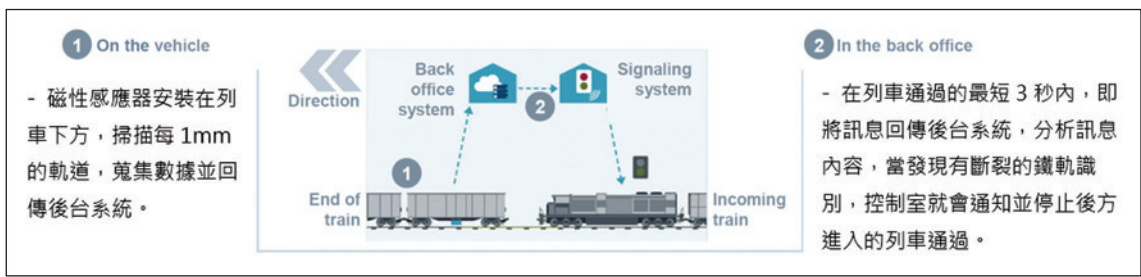 1 On the vehicle
- 磁性感應器安裝在列
車下方，掃描每 1mm
的軌道，蒐集數據並回
傳後台系統。
Direction
Back
office
system
2
Signaling
system
1
End of
train
Incoming
train
2 In the back office
- 在列車通過的最短 3 秒內，即
將訊息回傳後台系統，分析訊息
內容，當發現有斷裂的鐵軌識
別，控制室就會通知並停止後方
進入的列車通過。